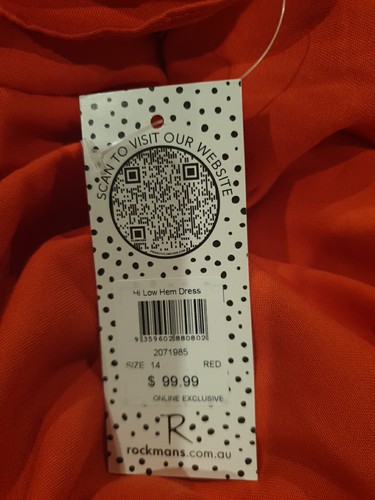 SCAN TO VISIT OUR WEBSITE
Hi Low Hem Dress
9 359602 880802
2071985
SIZE 14 RED
$ 99.99
ONLINE EXCLUSIVE
R
rockmans.com.au